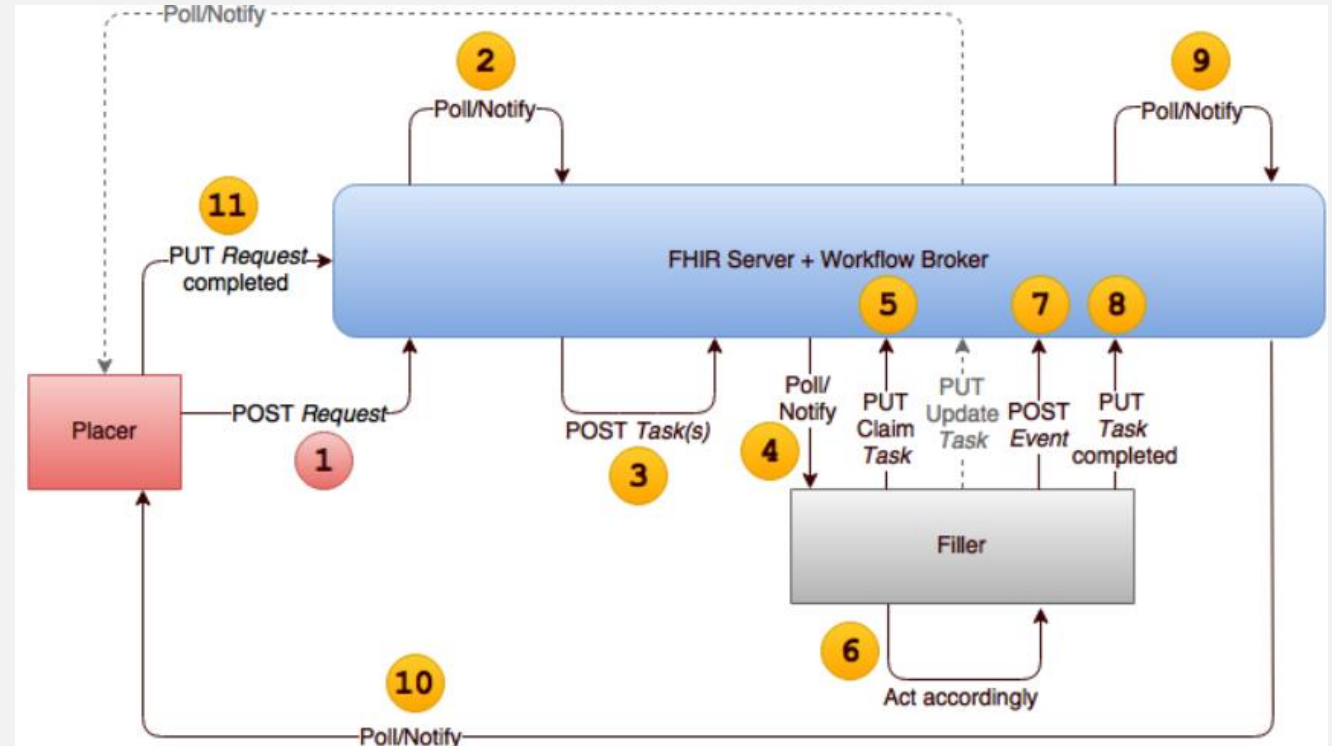 Poll/Notify
2
Poll/Notify
9
Poll/Notify
11
PUT Request
completed
FHIR Server + Workflow Broker
5
7
8
Placer
POST Request
1
POST Task(s)
3
Poll/
Notify
4
PUT
Claim
Task
PUT
Update
Task
POST
Event
PUT
Task
completed
Filler
6
Act accordingly
10
Poll/Notify